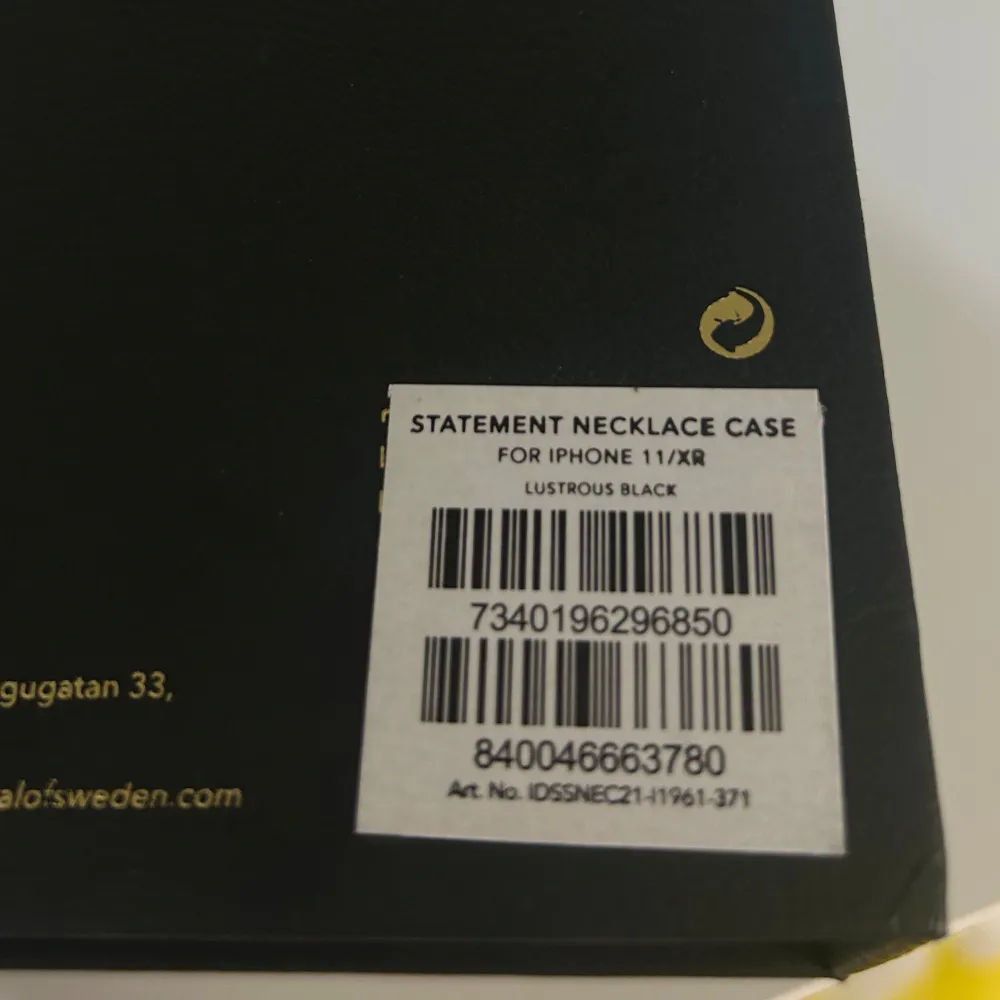 STATEMENT NECKLACE CASE
FOR IPHONE 11/XR
LUSTROUS BLACK
7340196296850
840046663780
Art. No. IDSSNEC21-I1961-371
gugatan 33,
alofsweden.com